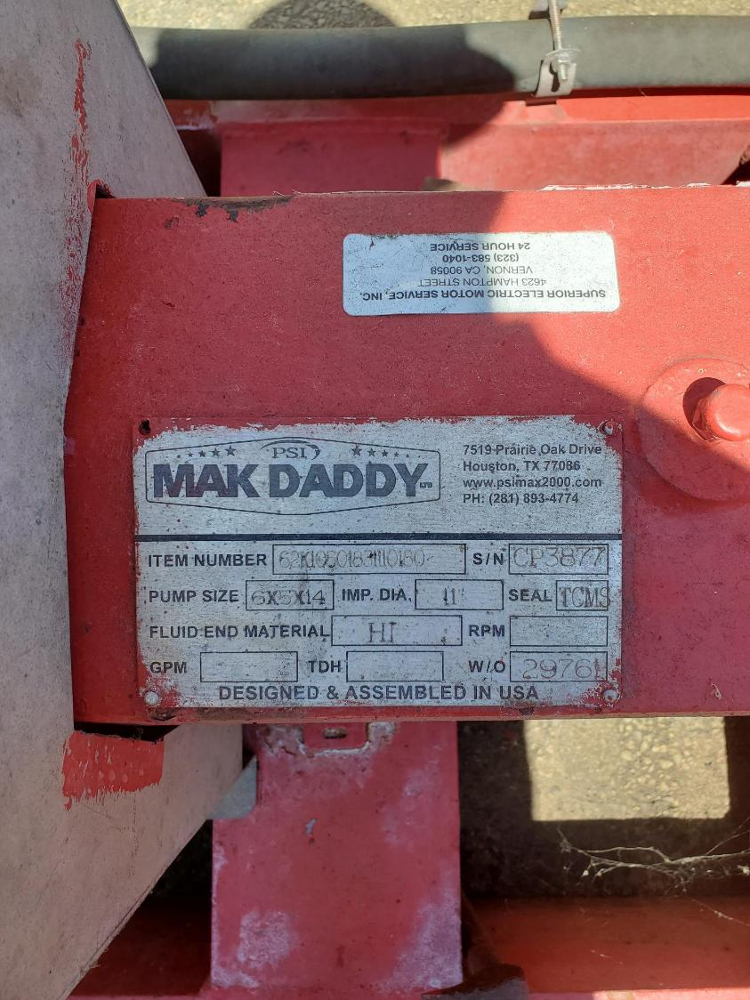 SUPERIOR ELECTRIC MOTOR SERVICE, INC.
4623 HAMPTON STREET
VERNON, CA 90058
(323) 583-1040
24 HOUR SERVICE
PSI
MAK DADDY LTD
7519 Prairie Oak Drive
Houston, TX 77086
www.psimax2000.com
PH: (281) 893-4774
ITEM NUMBER S/N CP3877
PUMP SIZE 6X5X14 IMP. DIA. 11" SEAL TCMS
FLUID END MATERIAL HI RPM
GPM TDH W/O
DESIGNED & ASSEMBLED IN USA